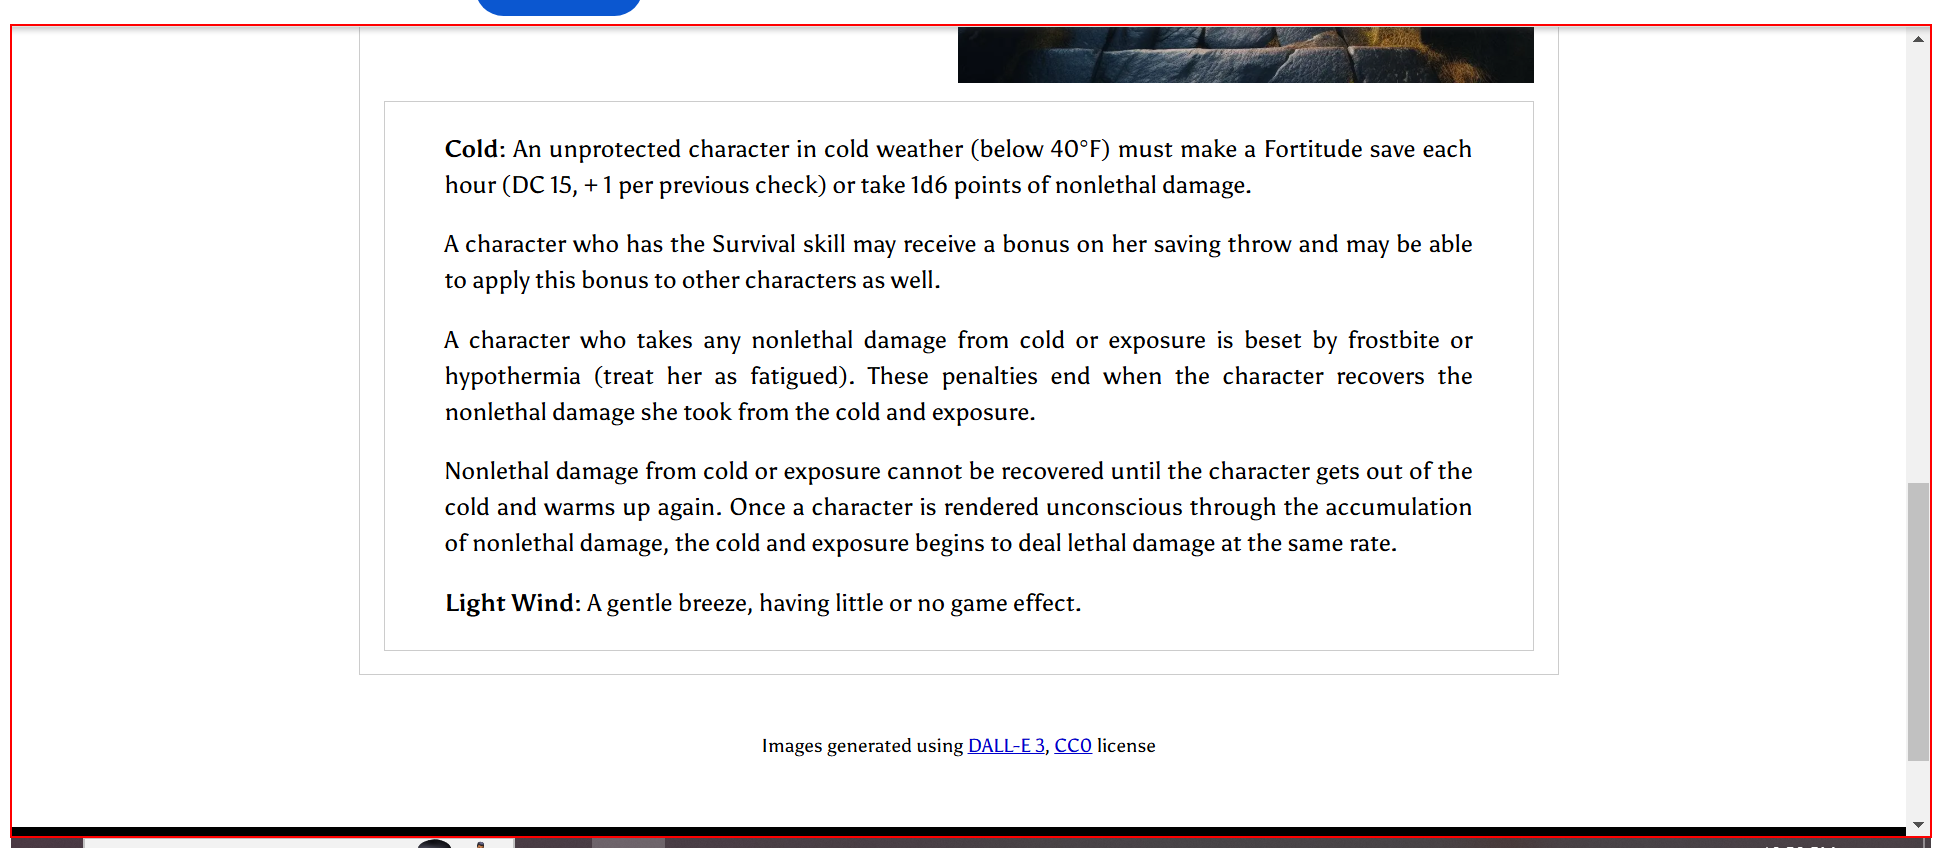 Cold: An unprotected character in cold weather (below 40°F) must make a Fortitude save each
hour (DC 15, + 1 per previous check) or take 1d6 points of nonlethal damage.
A character who has the Survival skill may receive a bonus on her saving throw and may be able
to apply this bonus to other characters as well.
A character who takes any nonlethal damage from cold or exposure is beset by frostbite or
hypothermia (treat her as fatigued). These penalties end when the character recovers the
nonlethal damage she took from the cold and exposure.
Nonlethal damage from cold or exposure cannot be recovered until the character gets out of the
cold and warms up again. Once a character is rendered unconscious through the accumulation
of nonlethal damage, the cold and exposure begins to deal lethal damage at the same rate.
Light Wind: A gentle breeze, having little or no game effect.
Images generated using DALL-E 3, CC0 license